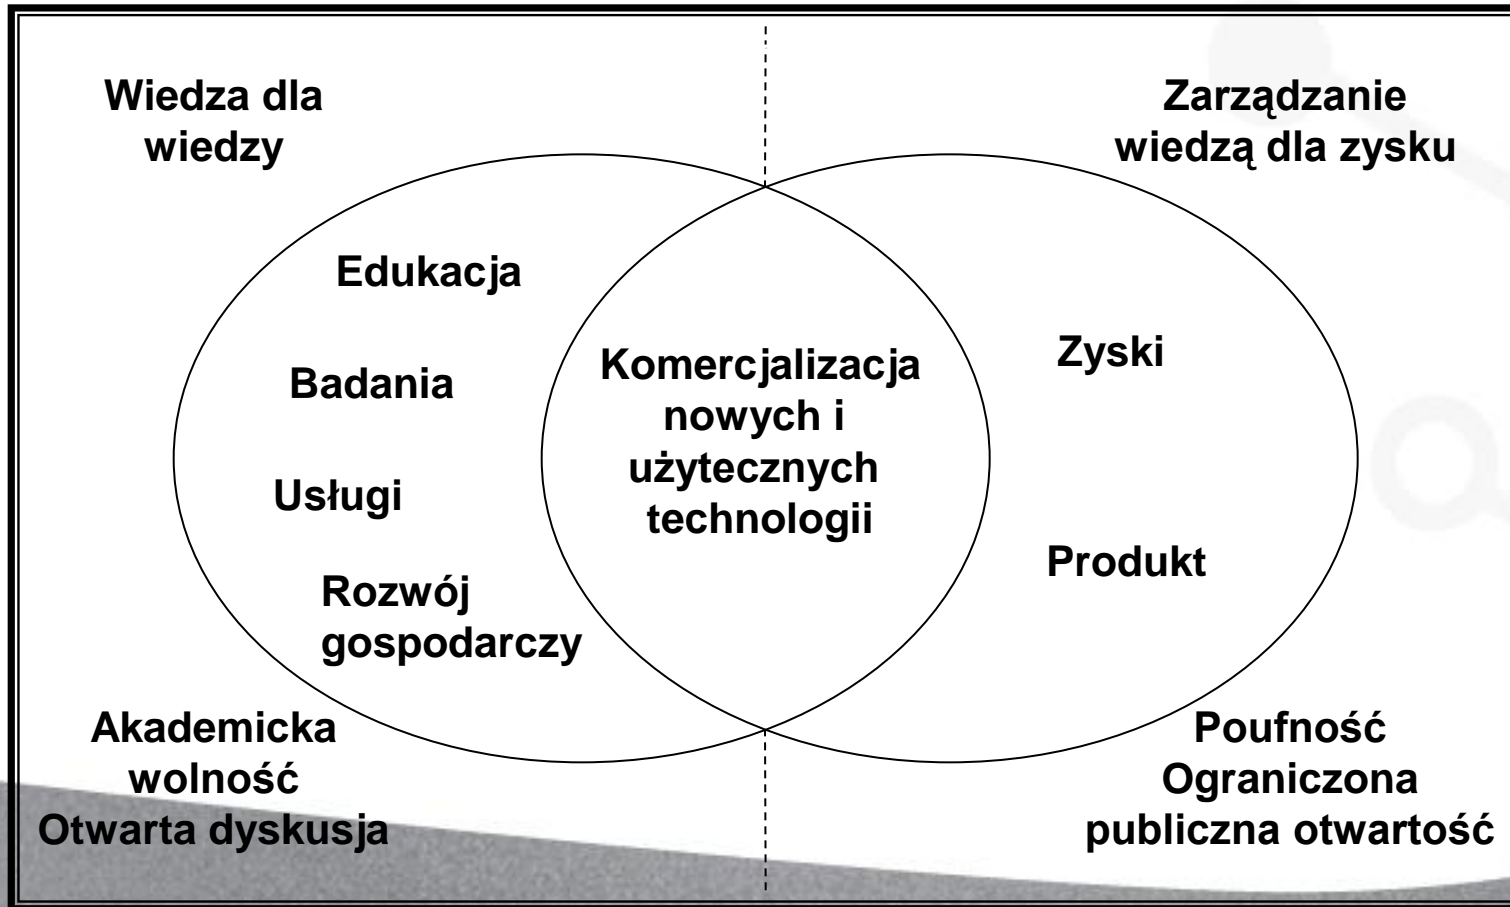 Wiedza dla
wiedzy
Zarządzanie
wiedzą dla zysku
Edukacja
Badania
Usługi
Rozwój
gospodarczy
Komercjalizacja
nowych i
użytecznych
technologii
Zyski
Produkt
Akademicka
wolność
Otwarta dyskusja
Poufność
Ograniczona
publiczna otwartość